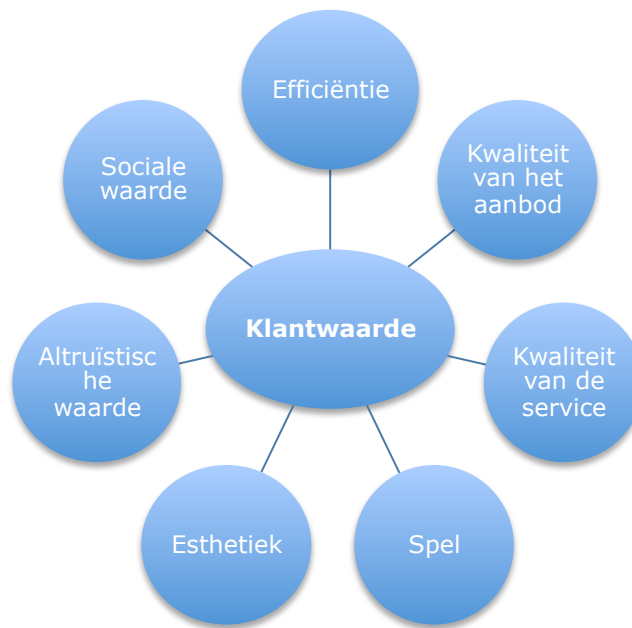 Efficiëntie
Kwaliteit
van het
aanbod
Kwaliteit
van de
service
Spel
Esthetiek
Altruïstisc
he
waarde
Sociale
waarde
Klantwaarde